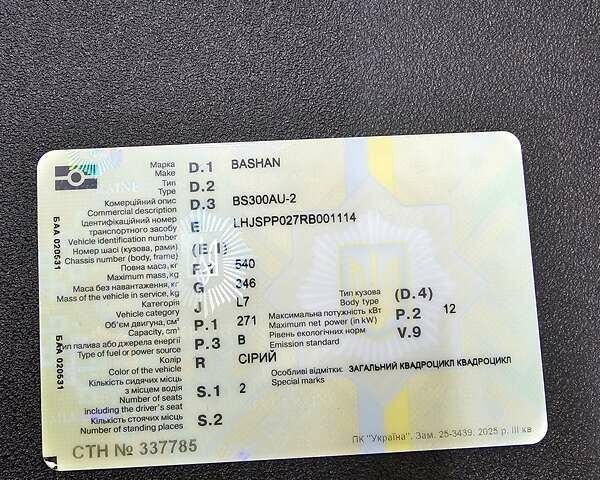 Марка D.1 BASHAN
Make
Тип D.2
Type
Комерційний опис D.3 BS300AU-2
Commercial description
Ідентифікаційний номер E LHJSPP027RB001114
транспортного засобу
Vehicle identification number
Номер шасі (кузова, рами) (E.1)
Chassis number (body, frame)
Повна маса, кг F.1 540
Maximum mass, kg
Маса без навантаження, кг G 346
Mass of the vehicle in service, kg
Категорія J L7
Vehicle category
Об'єм двигуна, см³ P.1 271
Capacity, cm³
Тип палива або джерела енергії P.3 B
Type of fuel or power source
Колір R СІРИЙ
Color of the vehicle
Кількість сидячих місць S.1 2
з місцем водія
Number of seats
including the driver's seat
Кількість стоячих місць S.2
Number of standing places
Тип кузова (D.4)
Body type
Максимальна потужність кВт P.2 12
Maximum net power (in kW)
Рівень екологічних норм V.9
Emission standard
Особливі відмітки: ЗАГАЛЬНИЙ КВАДРОЦИКЛ КВАДРОЦИКЛ
Special marks
СТН № 337785
ПК "Україна". Зам. 25-3439. 2025 р. III кв.
БАА 020631
БАА 020631